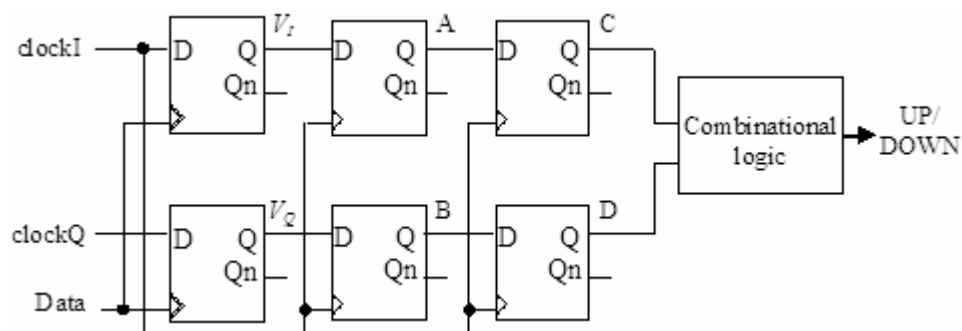 V_I
A
C
clockI
D
Q
Qn
D
Q
Qn
D
Q
Qn
Combinational
logic
UP/
DOWN
V_Q
B
D
clockQ
D
Q
Qn
D
Q
Qn
D
Q
Qn
Data